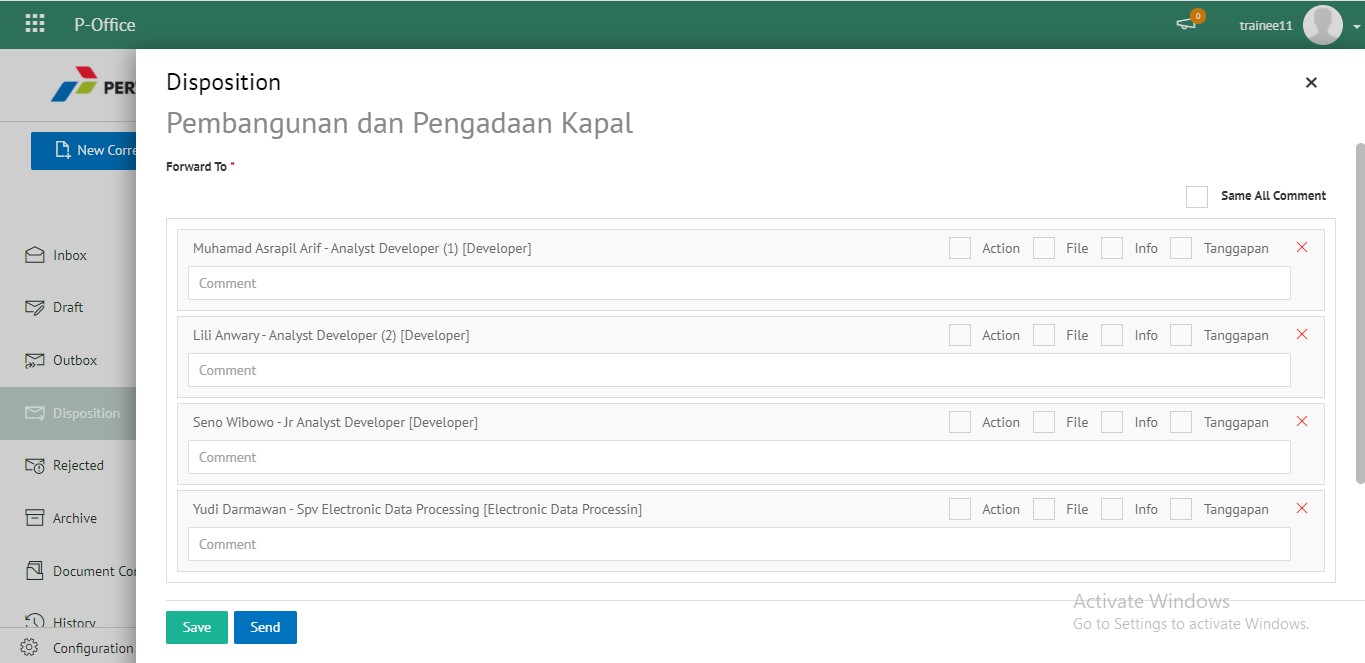 P-Office
0
trainee11
PER
New Corre
Inbox
Draft
Outbox
Disposition
Rejected
Archive
Document Co
History
Configuration
Disposition
Pembangunan dan Pengadaan Kapal
Forward To *
Same All Comment
Muhamad Asrapil Arif - Analyst Developer (1) [Developer] Action File Info Tanggapan
Comment
Lili Anwary - Analyst Developer (2) [Developer] Action File Info Tanggapan
Comment
Seno Wibowo - Jr Analyst Developer [Developer] Action File Info Tanggapan
Comment
Yudi Darmawan - Spv Electronic Data Processing [Electronic Data Processin] Action File Info Tanggapan
Comment
Save Send
Activate Windows
Go to Settings to activate Windows.